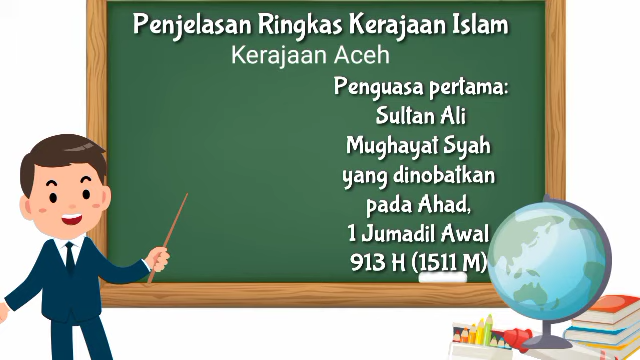 Penjelasan Ringkas Kerajaan Islam
Kerajaan Aceh
Penguasa pertama:
Sultan Ali
Mughayat Syah
yang dinobatkan
pada Ahad,
1 Jumadil Awal
913 H (1511 M)